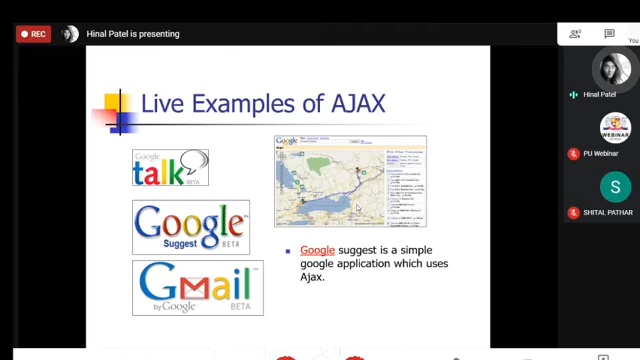 REC
Hinal Patel is presenting
You
Live Examples of AJAX
Google
talk
BETA
Google
Suggest BETA
Gmail
by Google BETA
Google
Google suggest is a simple
google application which uses
Ajax.
Hinal Patel
WEBINAR
PU Webinar
S
SHITAL PATHAR